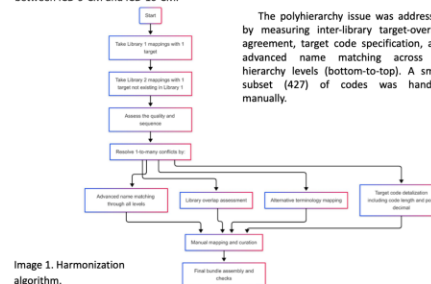 Start
The polyhierarchy issue was address
by measuring inter-library target-over
agreement, target code specification, a
advanced name matching across
hierarchy levels (bottom-to-top). A sm
subset (427) of codes was hand
manually.
Take Library 1 mappings with 1
target
Take Library 2 mappings with
target not existing in Library 1
Assess the quality and
sequence
Resolve 1-to-many conflicts by:
Advanced name matching
through all levels
Library overlap assessment
Alternative terminology mapping
Target code detalization
including code length and po
decimal
Manual mapping and curation
Image 1. Harmonization
algorithm.
Final bundle assembly and
checks